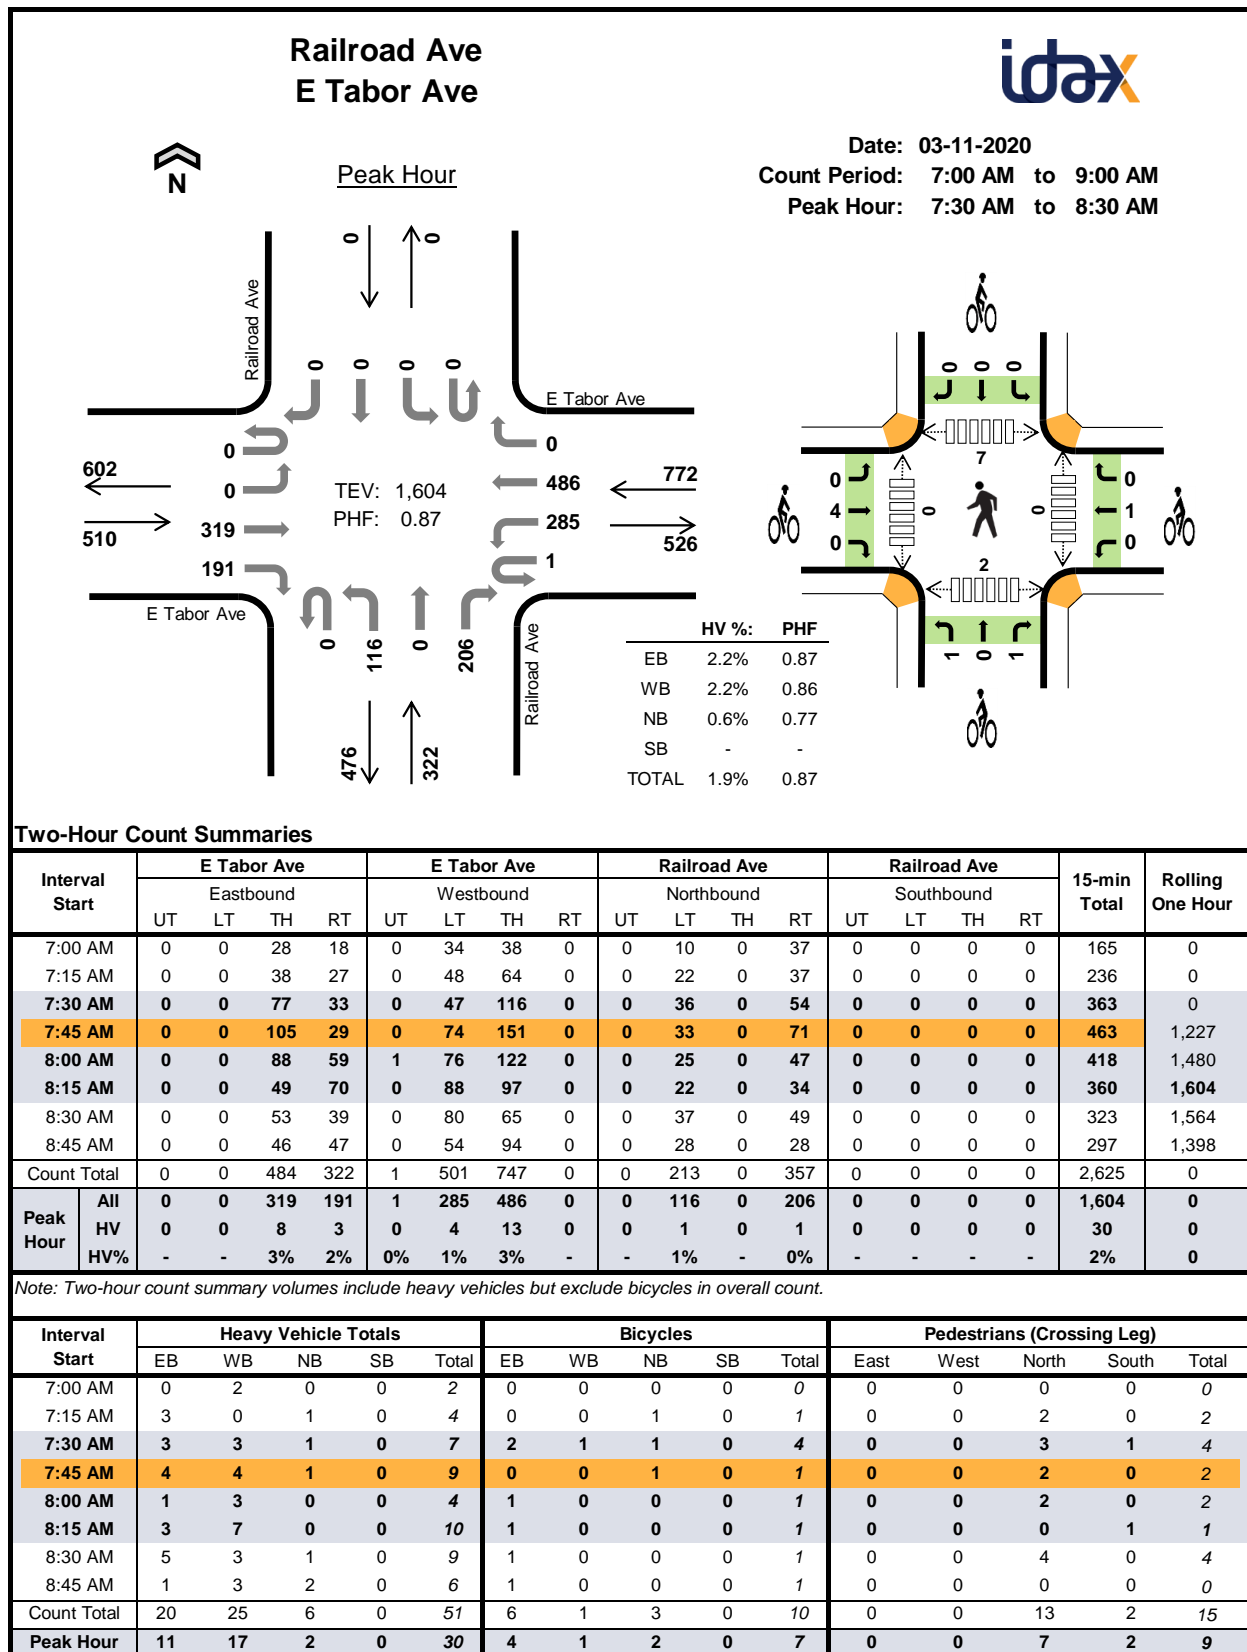 Railroad Ave
E Tabor Ave
idax
Date: 03-11-2020
Count Period: 7:00 AM to 9:00 AM
Peak Hour: 7:30 AM to 8:30 AM
N
Peak Hour
0 0
Railroad Ave
0 0 0 0
E Tabor Ave
0 0
602 0 486 772
TEV: 1,604
PHF: 0.87
510 319 285 526
191 1
E Tabor Ave
0 116 0 206
Railroad Ave
476 322
0 0 0
7
0 0
4 0 0 1
0 0
2
1 0 1
HV %: PHF
EB 2.2% 0.87
WB 2.2% 0.86
NB 0.6% 0.77
SB - -
TOTAL 1.9% 0.87
Two-Hour Count Summaries
Interval Start E Tabor Ave E Tabor Ave Railroad Ave Railroad Ave 15-min Total Rolling One Hour
Eastbound Westbound Northbound Southbound
UT LT TH RT UT LT TH RT UT LT TH RT UT LT TH RT
7:00 AM 0 0 28 18 0 34 38 0 0 10 0 37 0 0 0 0 165 0
7:15 AM 0 0 38 27 0 48 64 0 0 22 0 37 0 0 0 0 236 0
7:30 AM 0 0 77 33 0 47 116 0 0 36 0 54 0 0 0 0 363 0
7:45 AM 0 0 105 29 0 74 151 0 0 33 0 71 0 0 0 0 463 1,227
8:00 AM 0 0 88 59 1 76 122 0 0 25 0 47 0 0 0 0 418 1,480
8:15 AM 0 0 49 70 0 88 97 0 0 22 0 34 0 0 0 0 360 1,604
8:30 AM 0 0 53 39 0 80 65 0 0 37 0 49 0 0 0 0 323 1,564
8:45 AM 0 0 46 47 0 54 94 0 0 28 0 28 0 0 0 0 297 1,398
Count Total 0 0 484 322 1 501 747 0 0 213 0 357 0 0 0 0 2,625 0
Peak Hour All 0 0 319 191 1 285 486 0 0 116 0 206 0 0 0 0 1,604 0
HV 0 0 8 3 0 4 13 0 0 1 0 1 0 0 0 0 30 0
HV% - - 3% 2% 0% 1% 3% - - 1% - 0% - - - - 2% 0
Note: Two-hour count summary volumes include heavy vehicles but exclude bicycles in overall count.
Interval Start Heavy Vehicle Totals Bicycles Pedestrians (Crossing Leg)
EB WB NB SB Total EB WB NB SB Total East West North South Total
7:00 AM 0 2 0 0 2 0 0 0 0 0 0 0 0 0 0
7:15 AM 3 0 1 0 4 0 0 1 0 1 0 0 2 0 2
7:30 AM 3 3 1 0 7 2 1 1 0 4 0 0 3 1 4
7:45 AM 4 4 1 0 9 0 0 1 0 1 0 0 2 0 2
8:00 AM 1 3 0 0 4 1 0 0 0 1 0 0 2 0 2
8:15 AM 3 7 0 0 10 1 0 0 0 1 0 0 0 1 1
8:30 AM 5 3 1 0 9 1 0 0 0 1 0 0 4 0 4
8:45 AM 1 3 2 0 6 1 0 0 0 1 0 0 0 0 0
Count Total 20 25 6 0 51 6 1 3 0 10 0 0 13 2 15
Peak Hour 11 17 2 0 30 4 1 2 0 7 0 0 7 2 9